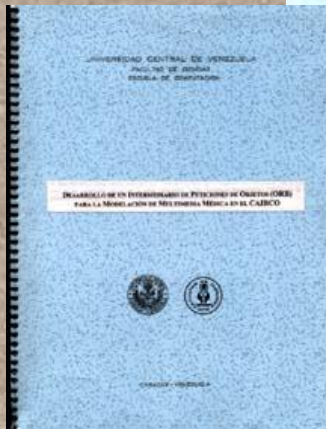 UNIVERSIDAD CENTRAL DE VENEZUELA
FACULTAD DE CIENCIAS
ESCUELA DE COMPUTACIÓN
DESARROLLO DE UN INTERMEDIARIO DE PETICIONES DE OBJETOS (ORB)
PARA LA MODELACIÓN DE MULTIMEDIA MÉDICA EN EL CAIBCO
CARACAS - VENEZUELA